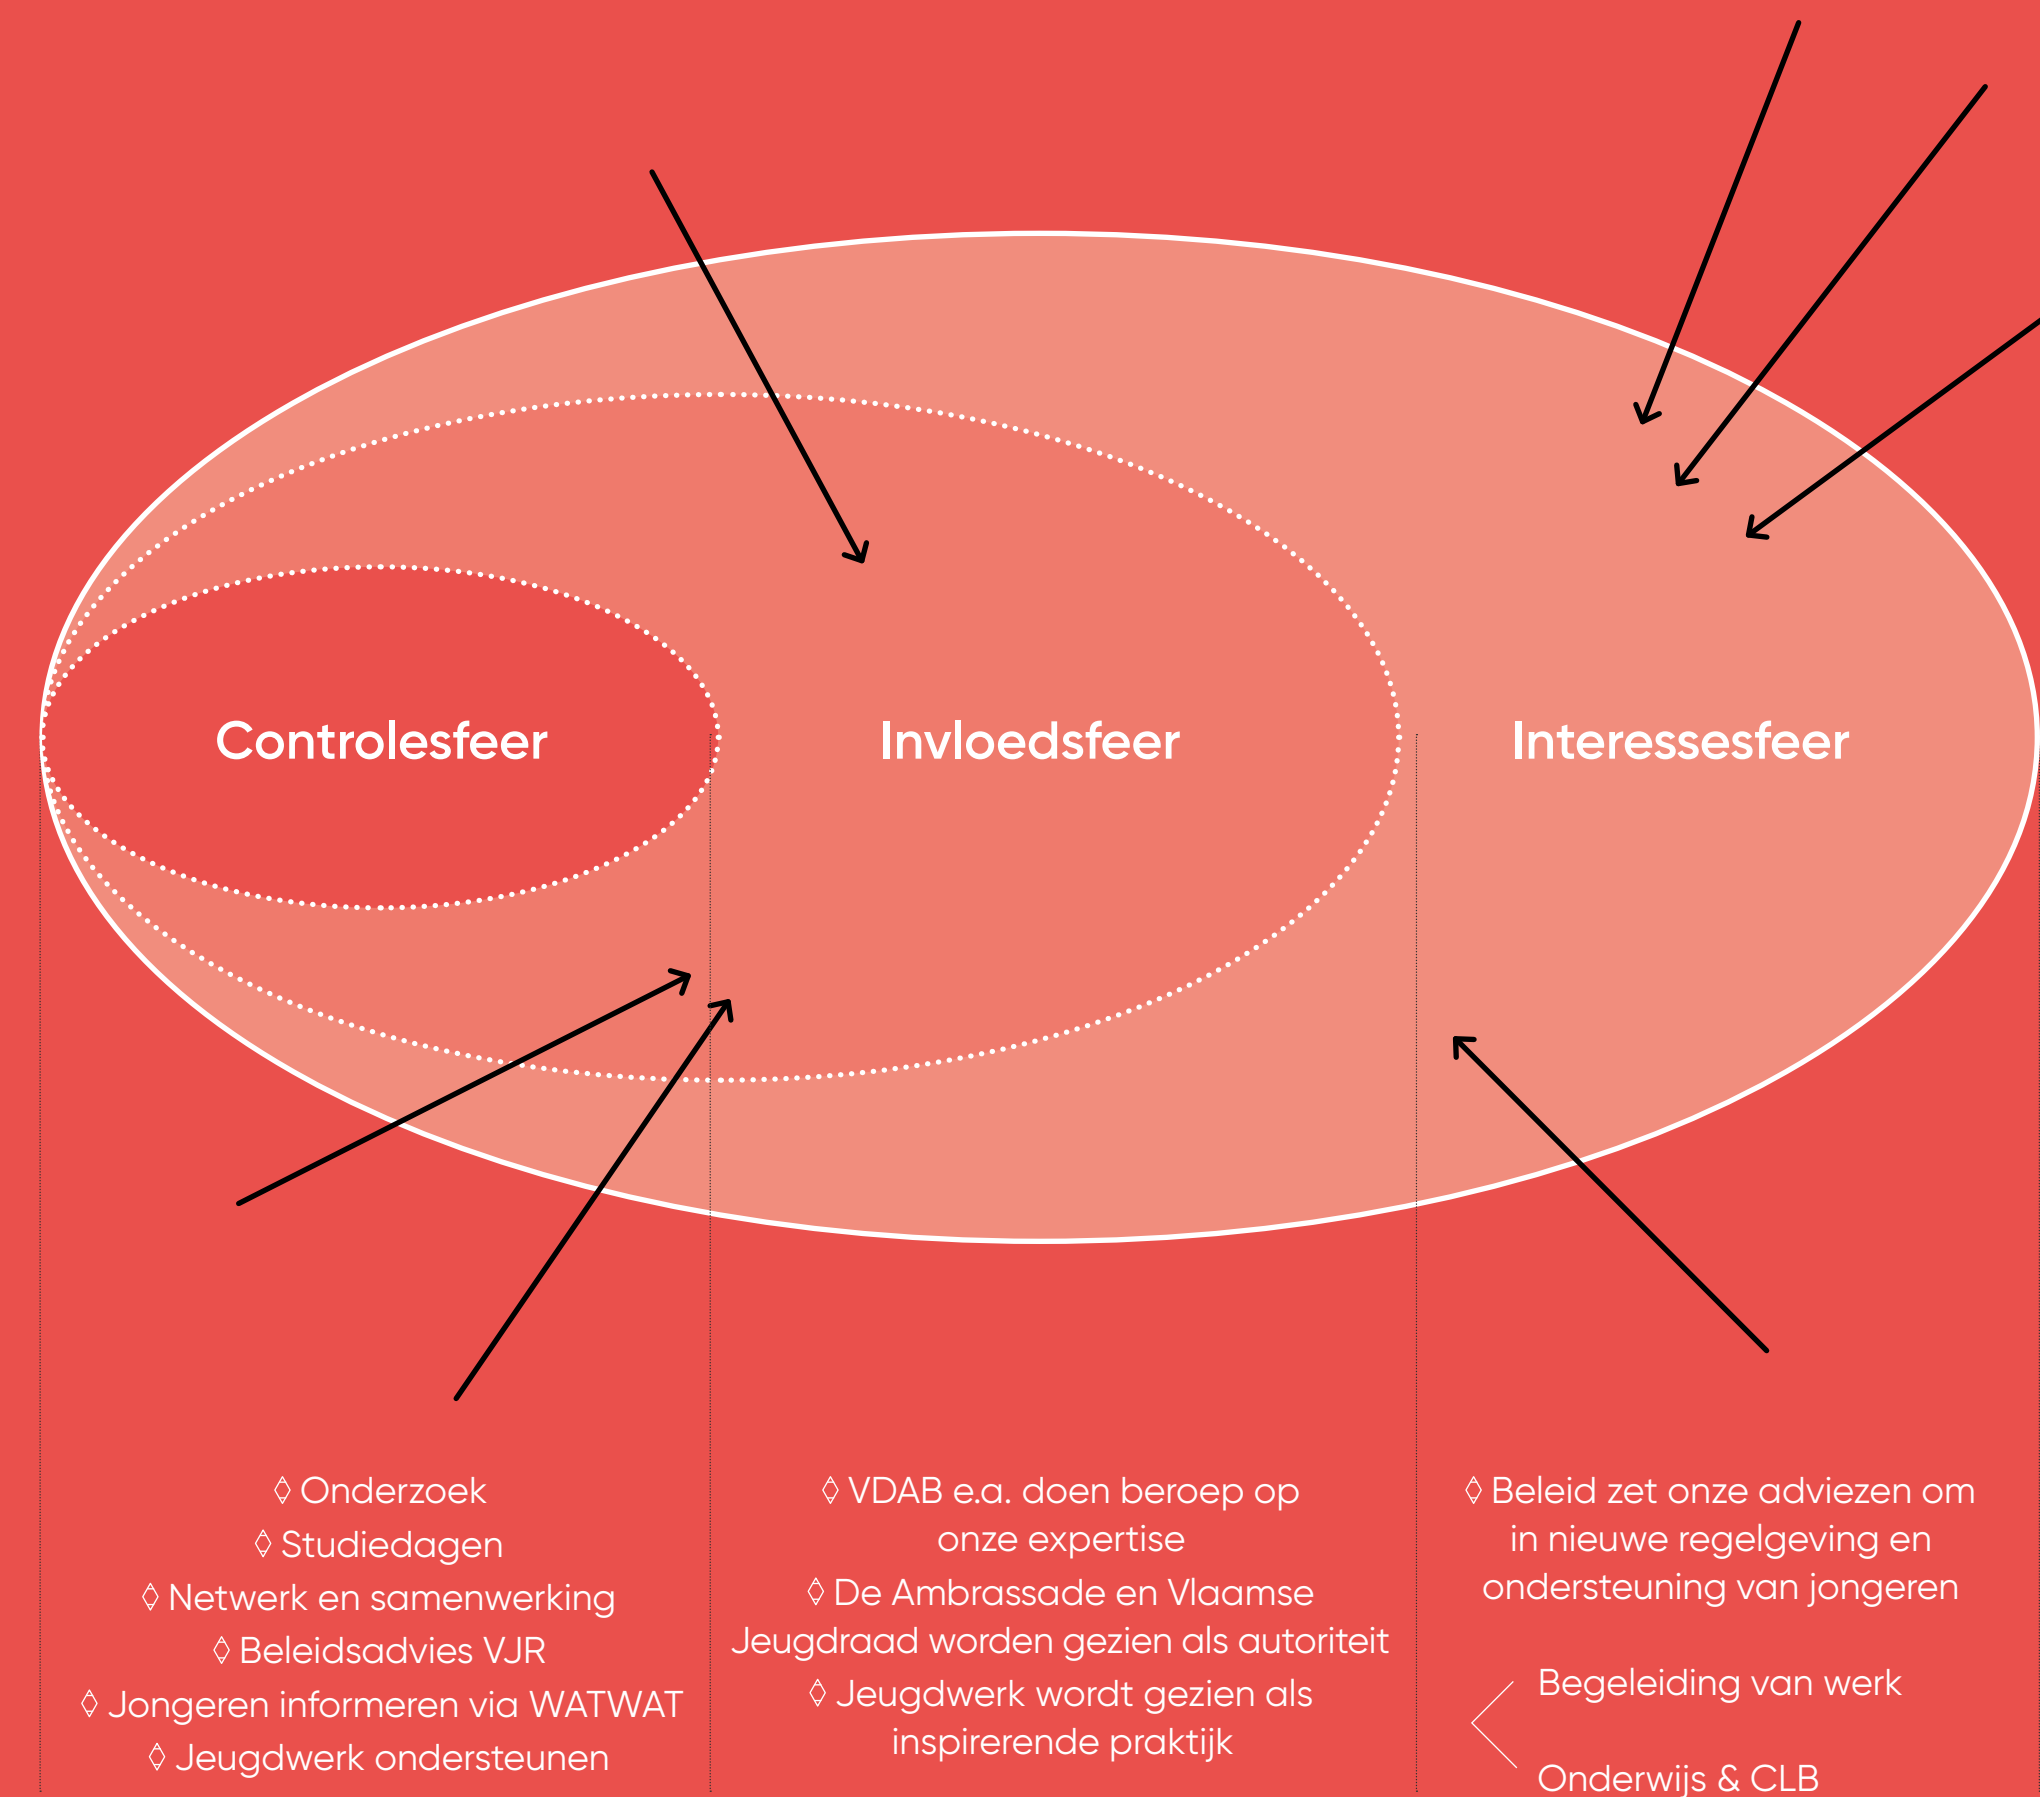 Controlesfeer
Invloedsfeer
Interessesfeer
Onderzoek
Studiedagen
Netwerk en samenwerking
Beleidsadvies VJR
Jongeren informeren via WATWAT
Jeugdwerk ondersteunen
VDAB e.a. doen beroep op
onze expertise
De Ambrassade en Vlaamse
Jeugdraad worden gezien als autoriteit
Jeugdwerk wordt gezien als
inspirerende praktijk
Beleid zet onze adviezen om
in nieuwe regelgeving en
ondersteuning van jongeren
Begeleiding van werk
Onderwijs & CLB